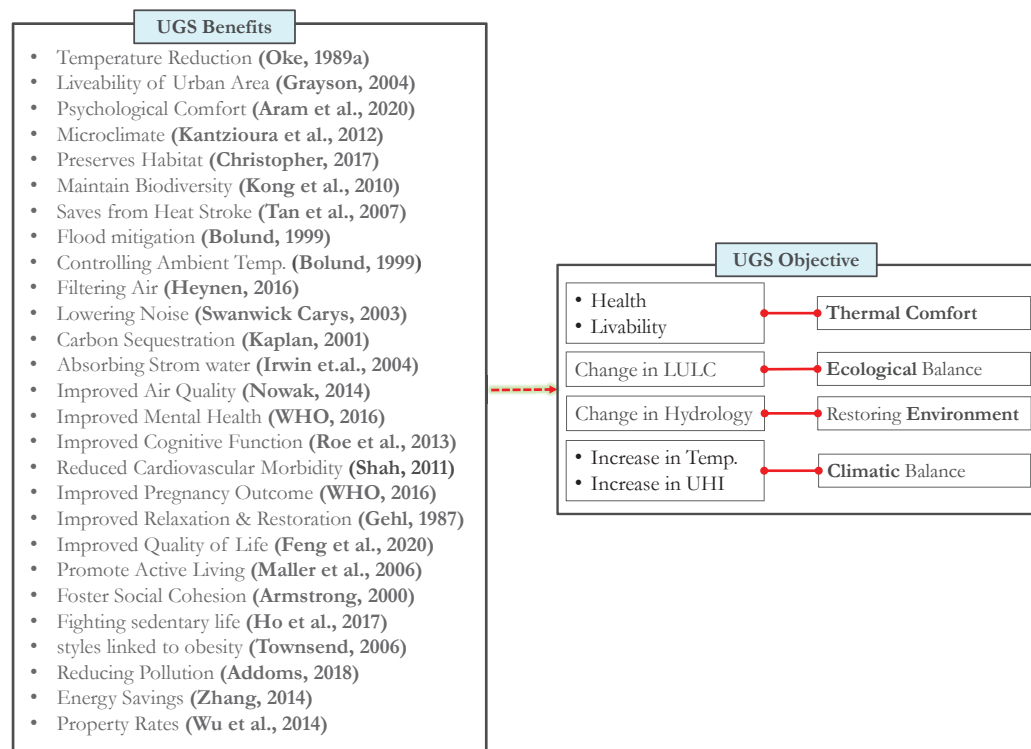 UGS Benefits
• Temperature Reduction (Oke, 1989a)
• Liveability of Urban Area (Grayson, 2004)
• Psychological Comfort (Aram et al., 2020)
• Microclimate (Kantzioura et al., 2012)
• Preserves Habitat (Christopher, 2017)
• Maintain Biodiversity (Kong et al., 2010)
• Saves from Heat Stroke (Tan et al., 2007)
• Flood mitigation (Bolund, 1999)
• Controlling Ambient Temp. (Bolund, 1999)
• Filtering Air (Heynen, 2016)
• Lowering Noise (Swanwick Carys, 2003)
• Carbon Sequestration (Kaplan, 2001)
• Absorbing Strom water (Irwin et.al., 2004)
• Improved Air Quality (Nowak, 2014)
• Improved Mental Health (WHO, 2016)
• Improved Cognitive Function (Roe et al., 2013)
• Reduced Cardiovascular Morbidity (Shah, 2011)
• Improved Pregnancy Outcome (WHO, 2016)
• Improved Relaxation & Restoration (Gehl, 1987)
• Improved Quality of Life (Feng et al., 2020)
• Promote Active Living (Maller et al., 2006)
• Foster Social Cohesion (Armstrong, 2000)
• Fighting sedentary life (Ho et al., 2017)
• styles linked to obesity (Townsend, 2006)
• Reducing Pollution (Addoms, 2018)
• Energy Savings (Zhang, 2014)
• Property Rates (Wu et al., 2014)
UGS Objective
• Health
• Livability
Thermal Comfort
Change in LULC
Ecological Balance
Change in Hydrology
Restoring Environment
• Increase in Temp.
• Increase in UHI
Climatic Balance